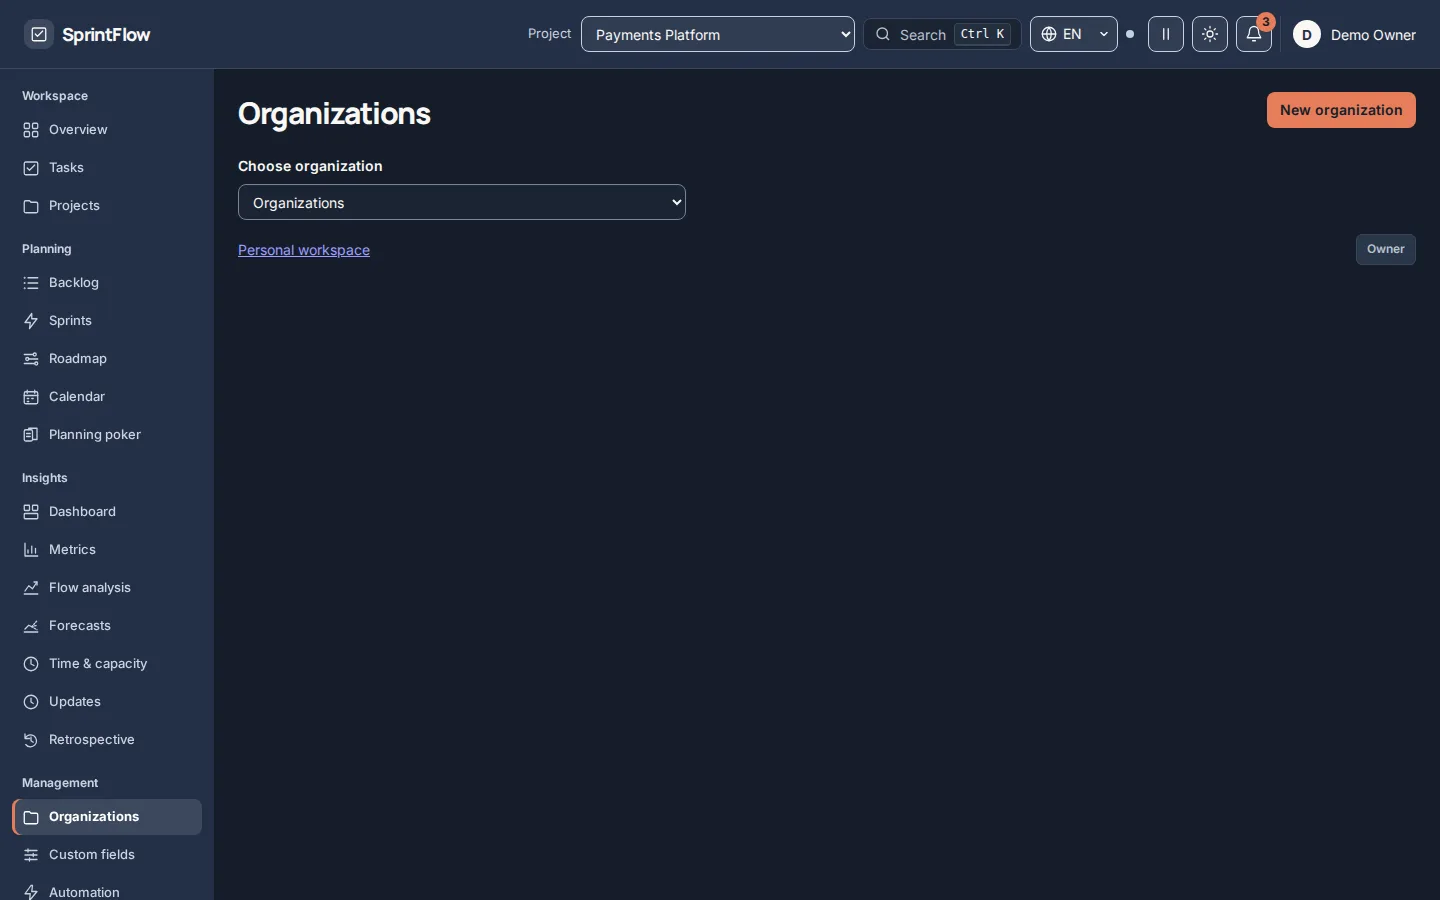 SprintFlow
Project
Payments Platform
Search Ctrl K
EN
3
D
Demo Owner
Workspace
Overview
Tasks
Projects
Planning
Backlog
Sprints
Roadmap
Calendar
Planning poker
Insights
Dashboard
Metrics
Flow analysis
Forecasts
Time & capacity
Updates
Retrospective
Management
Organizations
Custom fields
Automation
Organizations
New organization
Choose organization
Organizations
Personal workspace
Owner